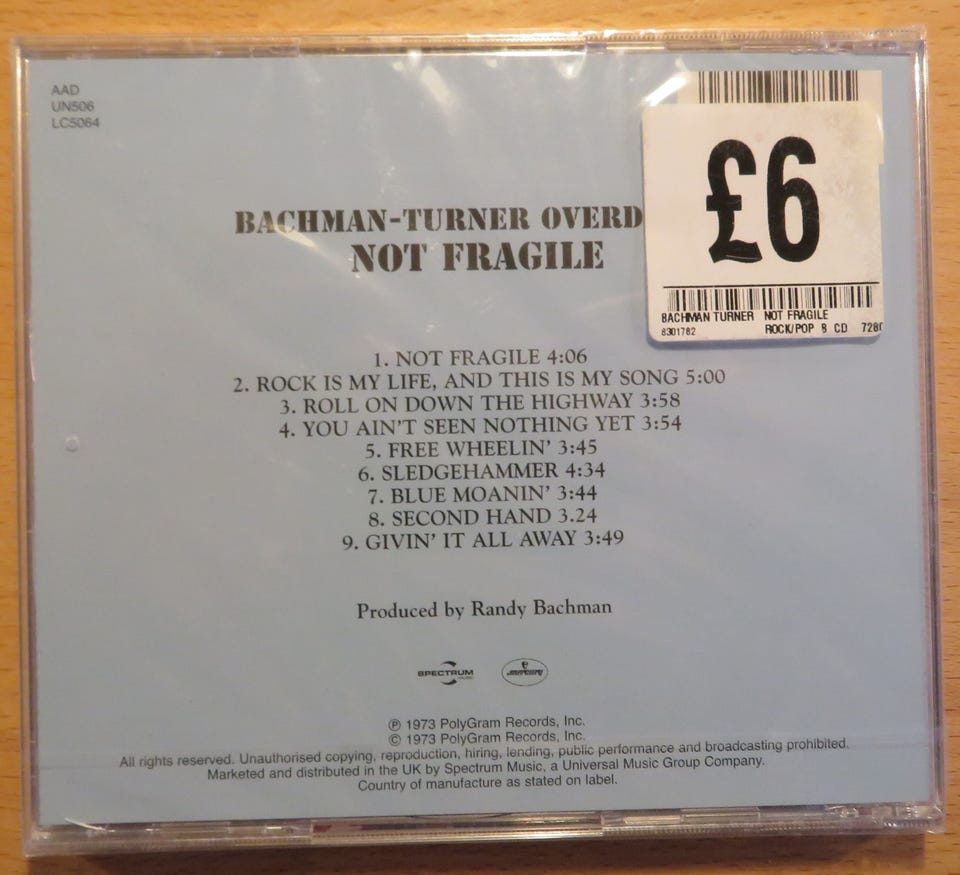 AAD
UN506
LC5064
£6
BACHMAN TURNER NOT FRAGILE
6301782 ROCK/POP B CD 728
BACHMAN-TURNER OVERD
NOT FRAGILE
1. NOT FRAGILE 4:06
2. ROCK IS MY LIFE, AND THIS IS MY SONG 5:00
3. ROLL ON DOWN THE HIGHWAY 3:58
4. YOU AIN'T SEEN NOTHING YET 3:54
5. FREE WHEELIN' 3:45
6. SLEDGEHAMMER 4:34
7. BLUE MOANIN' 3:44
8. SECOND HAND 3.24
9. GIVIN' IT ALL AWAY 3:49
Produced by Randy Bachman
SPECTRUM MUSIC
mercury
℗ 1973 PolyGram Records, Inc.
© 1973 PolyGram Records, Inc.
All rights reserved. Unauthorised copying, reproduction, hiring, lending, public performance and broadcasting prohibited.
Marketed and distributed in the UK by Spectrum Music, a Universal Music Group Company.
Country of manufacture as stated on label.